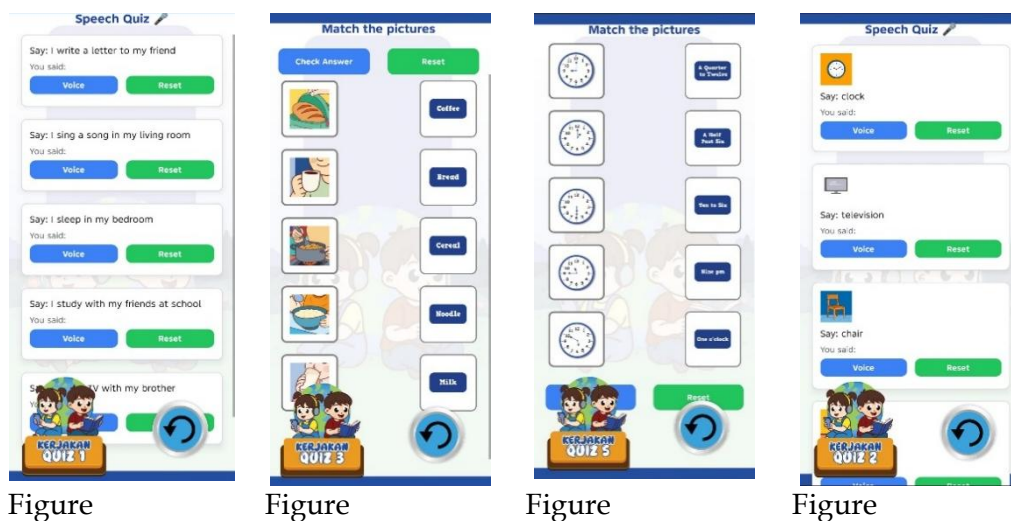 Speech Quiz
Say: I write a letter to my friend
You said:
Voice Reset
Say: I sing a song in my living room
You said:
Voice Reset
Say: I sleep in my bedroom
You said:
Voice Reset
Say: I study with my friends at school
You said:
Voice Reset
TV with my brother
KERJAKAN
QUIZ 1
Match the pictures
Check Answer Reset
Coffee
Bread
Cereal
Noodle
Milk
KERJAKAN
QUIZ 3
Match the pictures
A Quarter
to Twelve
A Half
Past Six
Ten to Six
Nine pm
One o'clock
Reset
KERJAKAN
QUIZ 5
Speech Quiz
Say: clock
You said:
Voice Reset
Say: television
You said:
Voice Reset
Say: chair
You said:
Voice Reset
KERJAKAN
QUIZ 2
Voice Reset
Figure Figure Figure Figure